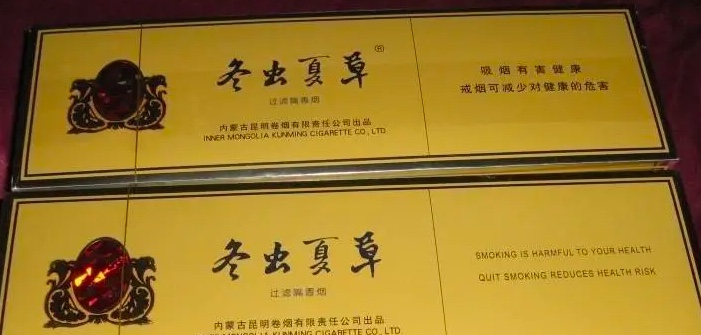 冬虫夏草®
过滤嘴香烟
内蒙古昆明卷烟有限责任公司出品
INNER MONGOLIA KUNMING CIGARETTE CO., LTD.
吸烟有害健康
戒烟可减少对健康的危害
冬虫夏草
过滤嘴香烟
内蒙古昆明卷烟有限责任公司出品
INNER MONGOLIA KUNMING CIGARETTE CO., LTD.
SMOKING IS HARMFUL TO YOUR HEALTH
QUIT SMOKING REDUCES HEALTH RISK